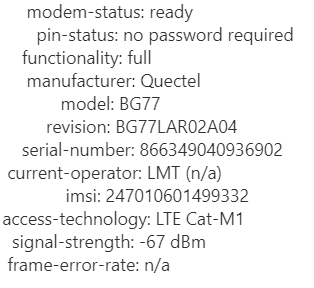 modem-status: ready
pin-status: no password required
functionality: full
manufacturer: Quectel
model: BG77
revision: BG77LAR02A04
serial-number: 866349040936902
current-operator: LMT (n/a)
imsi: 247010601499332
access-technology: LTE Cat-M1
signal-strength: -67 dBm
frame-error-rate: n/a